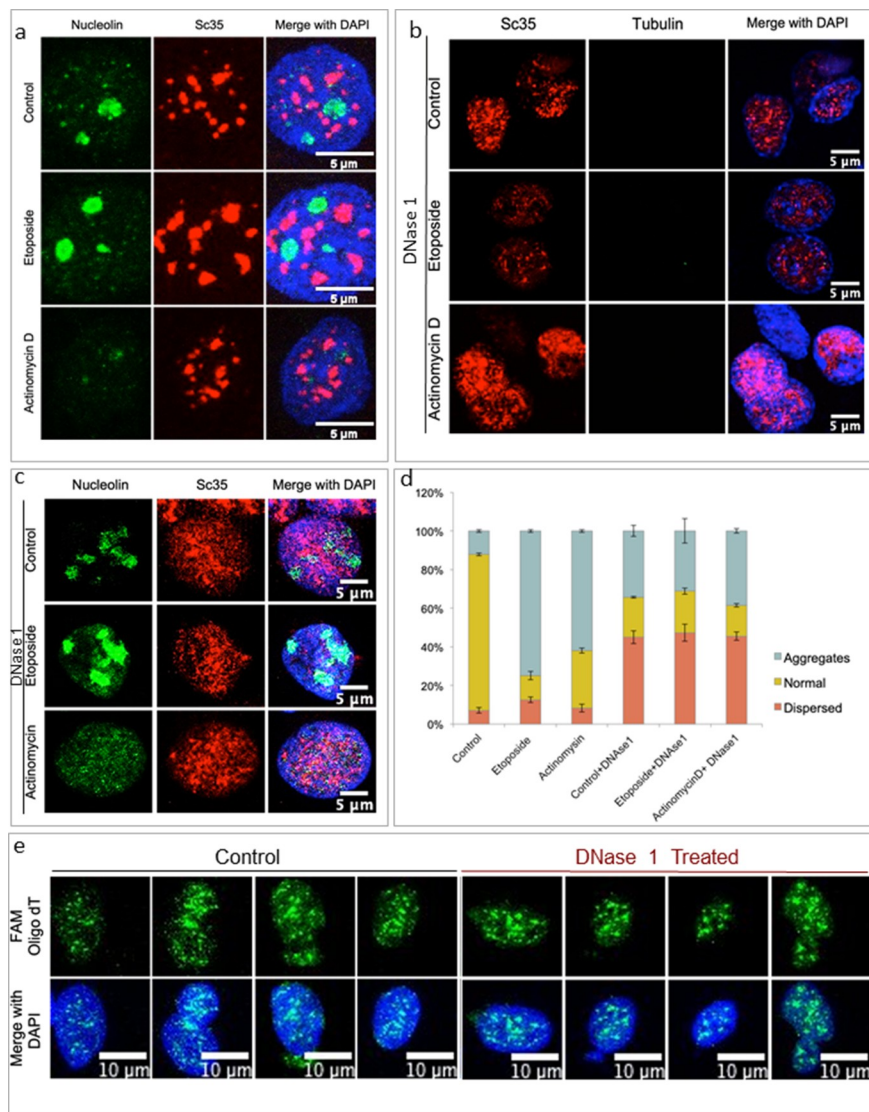 a
Nucleolin Sc35 Merge with DAPI
Control
5 µm
Etoposide
5 µm
Actinomycin D
5 µm
b
Sc35 Tubulin Merge with DAPI
DNase 1
Control
5 µm
Etoposide
5 µm
Actinomycin D
5 µm
c
Nucleolin Sc35 Merge with DAPI
DNase 1
Control
5 µm
Etoposide
5 µm
Actinomycin
5 µm
d
120%
100%
80%
60%
40%
20%
0%
Control
Etoposide
Actinomysin
Control+DNAse1
Etoposide+DNAse1
ActinomycinD+ DNase1
Aggregates
Normal
Dispersed
e
Control DNase 1 Treated
FAM
Oligo dT
Merge with
DAPI
10 µm 10 µm 10 µm 10 µm 10 µm 10 µm 10 µm 10 µm